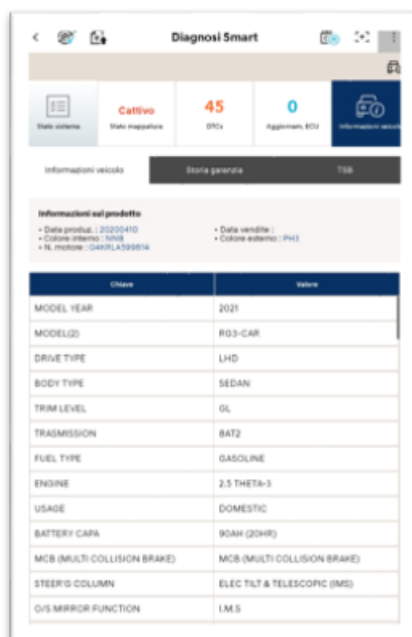 Diagnosi Smart
Cattivo
45
0
Stato sistema
Stato mappatura
DTCs
Aggiornam. ECU
Informazioni veicolo
Informazioni veicolo
Storia garanzia
TSB
Informazioni sul prodotto
• Data produz. : 20200410
• Data vendite :
• Colore interno : NNB
• Colore esterno : PH3
• N. motore :
Chiave
Valore
MODEL YEAR
2021
MODEL(2)
RG3-CAR
DRIVE TYPE
LHD
BODY TYPE
SEDAN
TRIM LEVEL
GL
TRASMISSION
8AT2
FUEL TYPE
GASOLINE
ENGINE
2.5 THETA-3
USAGE
DOMESTIC
BATTERY CAPA
90AH (20HR)
MCB (MULTI COLLISION BRAKE)
MCB (MULTI COLLISION BRAKE)
STEER'G COLUMN
ELEC TILT & TELESCOPIC (IMS)
O/S MIRROR FUNCTION
I.M.S